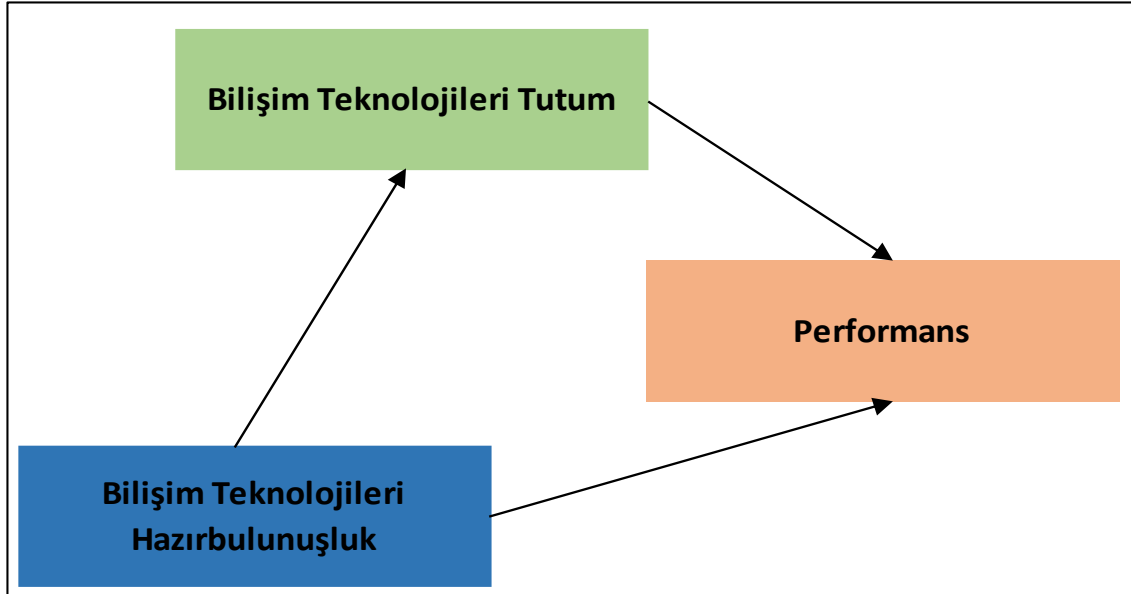 Bilişim Teknolojileri Tutum
Performans
Bilişim Teknolojileri
Hazırbulunuşluk